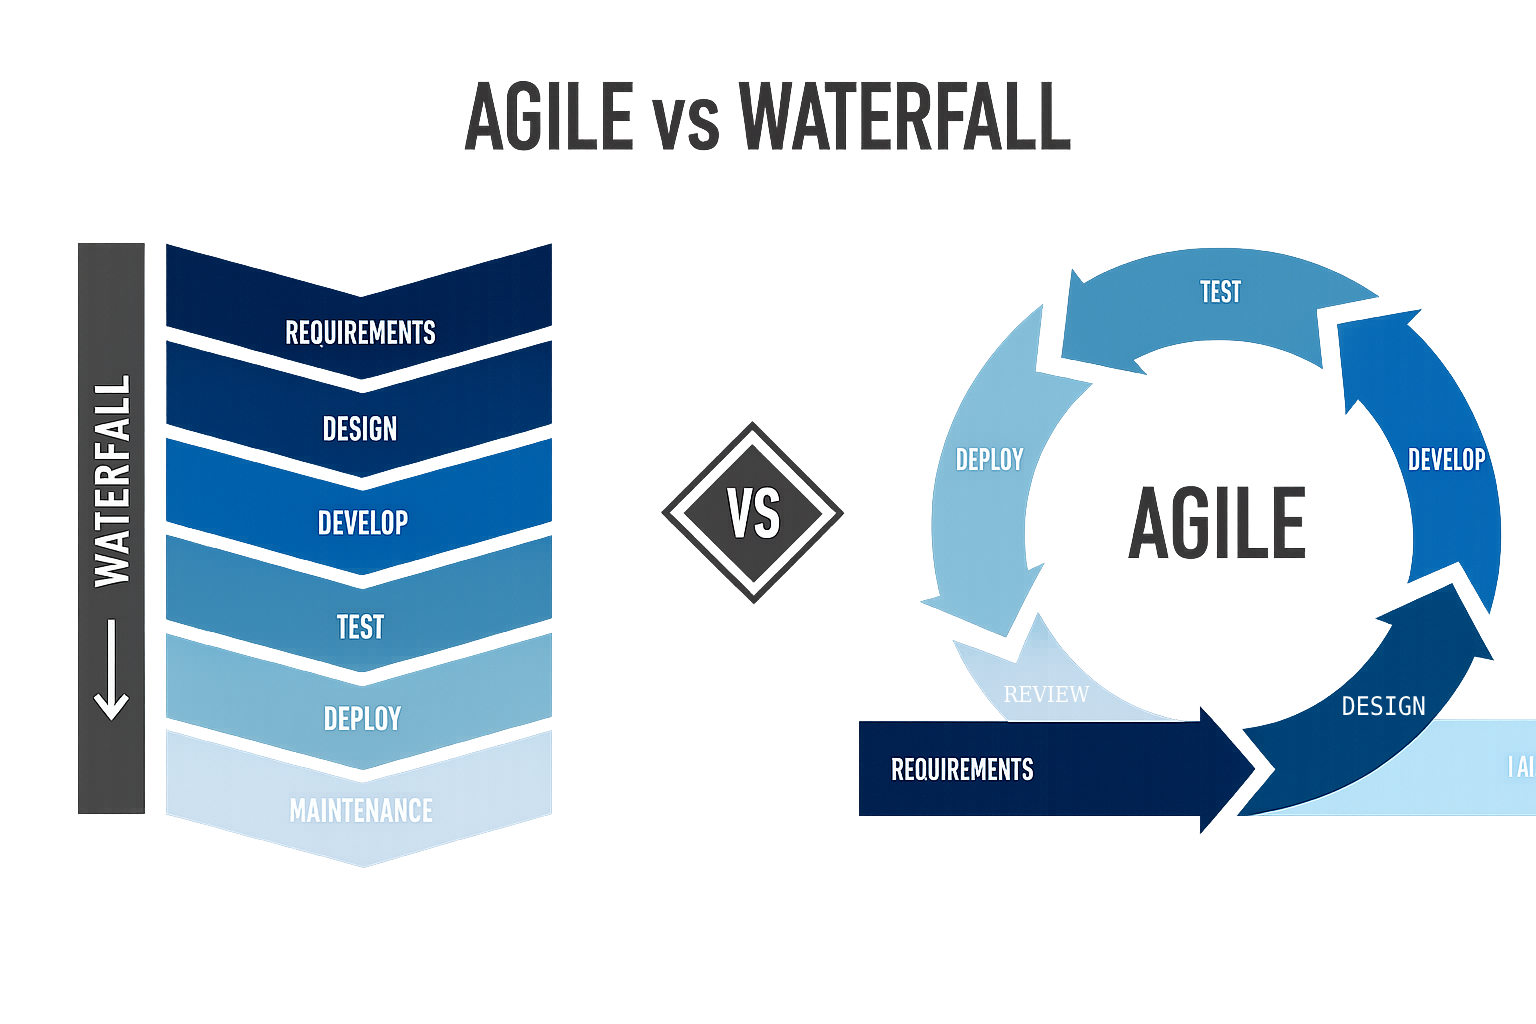 AGILE vs WATERFALL
WATERFALL
REQUIREMENTS
DESIGN
DEVELOP
TEST
DEPLOY
MAINTENANCE
VS
TEST
DEPLOY
DEVELOP
AGILE
REVIEW
DESIGN
REQUIREMENTS